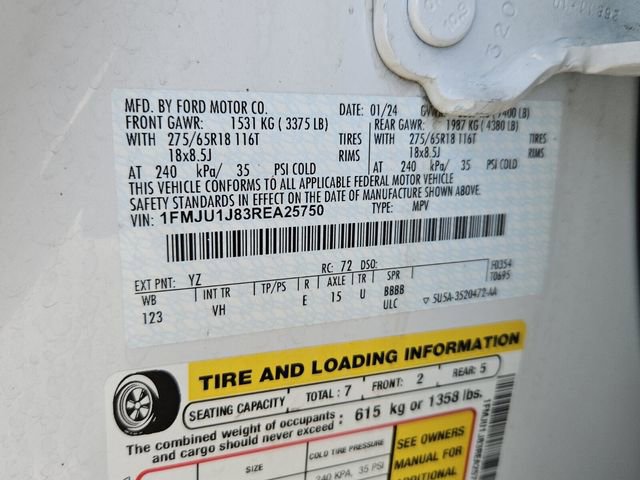 MFD. BY FORD MOTOR CO. DATE: 01/24
FRONT GAWR: 1531 KG ( 3375 LB) REAR GAWR: 1987 KG ( 4380 LB)
WITH 275/65R18 116T TIRES WITH 275/65R18 116T TIRES
18x8.5J RIMS 18x8.5J RIMS
AT 240 kPa/ 35 PSI COLD AT 240 kPa/ 35 PSI COLD
THIS VEHICLE CONFORMS TO ALL APPLICABLE FEDERAL MOTOR VEHICLE
SAFETY STANDARDS IN EFFECT ON THE DATE OF MANUFACTURE SHOWN ABOVE.
VIN: 1FMJU1J83REA25750 TYPE: MPV
F0354
T0695
EXT PNT: YZ RC: 72 DSO:
WB INT TR TP/PS R AXLE TR SPR
123 VH E 15 U BBBB
ULC ▽ 5U5A-3520472-AA
TIRE AND LOADING INFORMATION
SEATING CAPACITY TOTAL : 7 FRONT: 2 REAR: 5
The combined weight of occupants and cargo should never exceed : 615 kg or 1358 lbs.
SIZE COLD TIRE PRESSURE
240 KPA, 35 PSI
SEE OWNERS
MANUAL FOR
ADDITIONAL